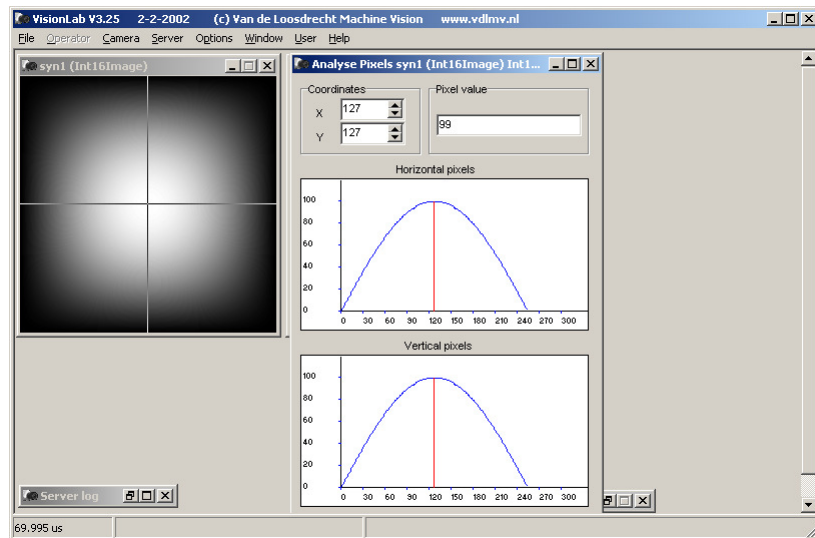 VisionLab V3.25 2-2-2002 (c) Van de Loosdrecht Machine Vision www.vdlmv.nl
File Operator Camera Server Options Window User Help
syn1 (Int16Image)
Analyse Pixels syn1 (Int16Image) Int1...
Coordinates
X 127
Y 127
Pixel value
99
Horizontal pixels
100
80
60
40
20
0
0 30 60 90 120 150 180 210 240 270 300
Vertical pixels
100
80
60
40
20
0
0 30 60 90 120 150 180 210 240 270 300
Server log
69.995 us